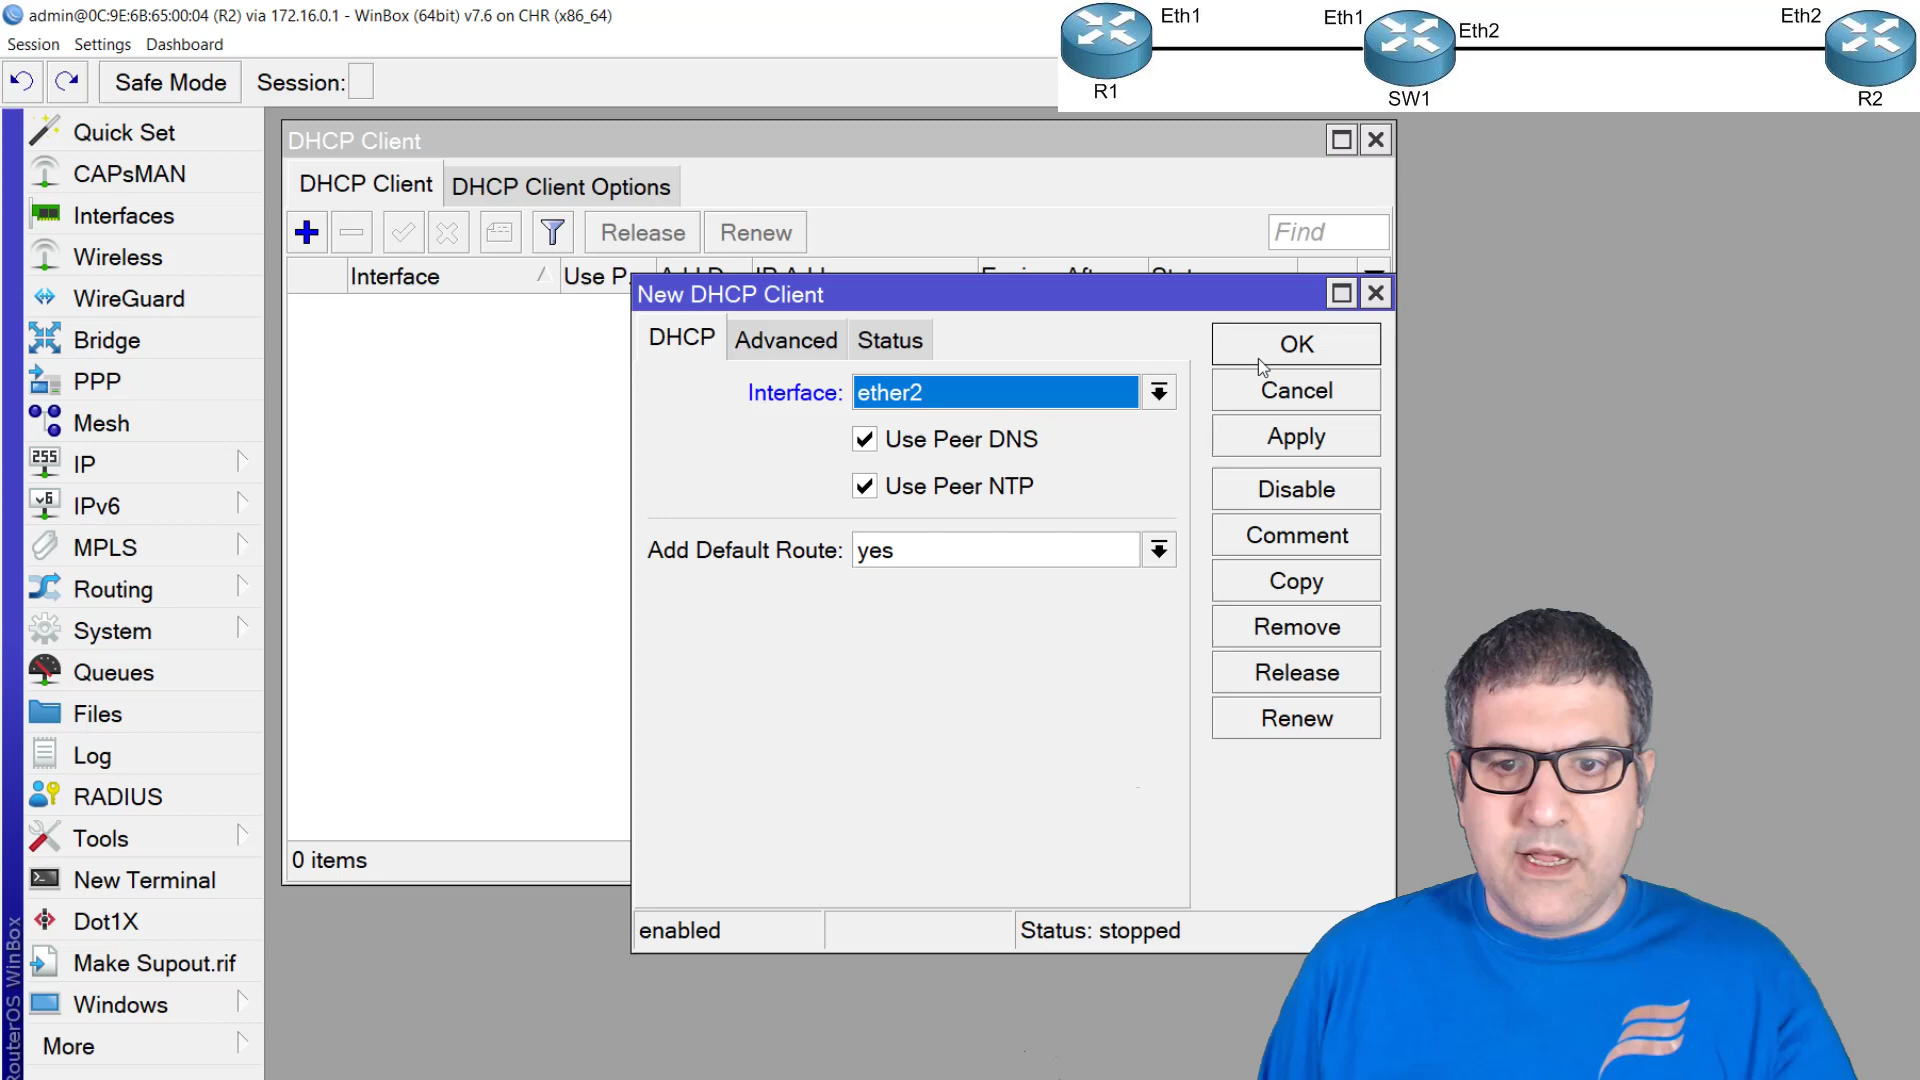 admin@0C:9E:6B:65:00:04 (R2) via 172.16.0.1 - WinBox (64bit) v7.6 on CHR (x86_64)
Session Settings Dashboard
Safe Mode Session:
Eth1 Eth1 Eth2 Eth2
R1 SW1 R2
Quick Set
CAPsMAN
Interfaces
Wireless
WireGuard
Bridge
PPP
Mesh
255 IP
v6 IPv6
MPLS
Routing
System
Queues
Files
Log
RADIUS
Tools
New Terminal
Dot1X
Make Supout.rif
Windows
More
RouterOS WinBox
DHCP Client
DHCP Client DHCP Client Options
Release Renew Find
Interface Use P...
0 items
New DHCP Client
DHCP Advanced Status
Interface: ether2
Use Peer DNS
Use Peer NTP
Add Default Route: yes
OK
Cancel
Apply
Disable
Comment
Copy
Remove
Release
Renew
enabled Status: stopped